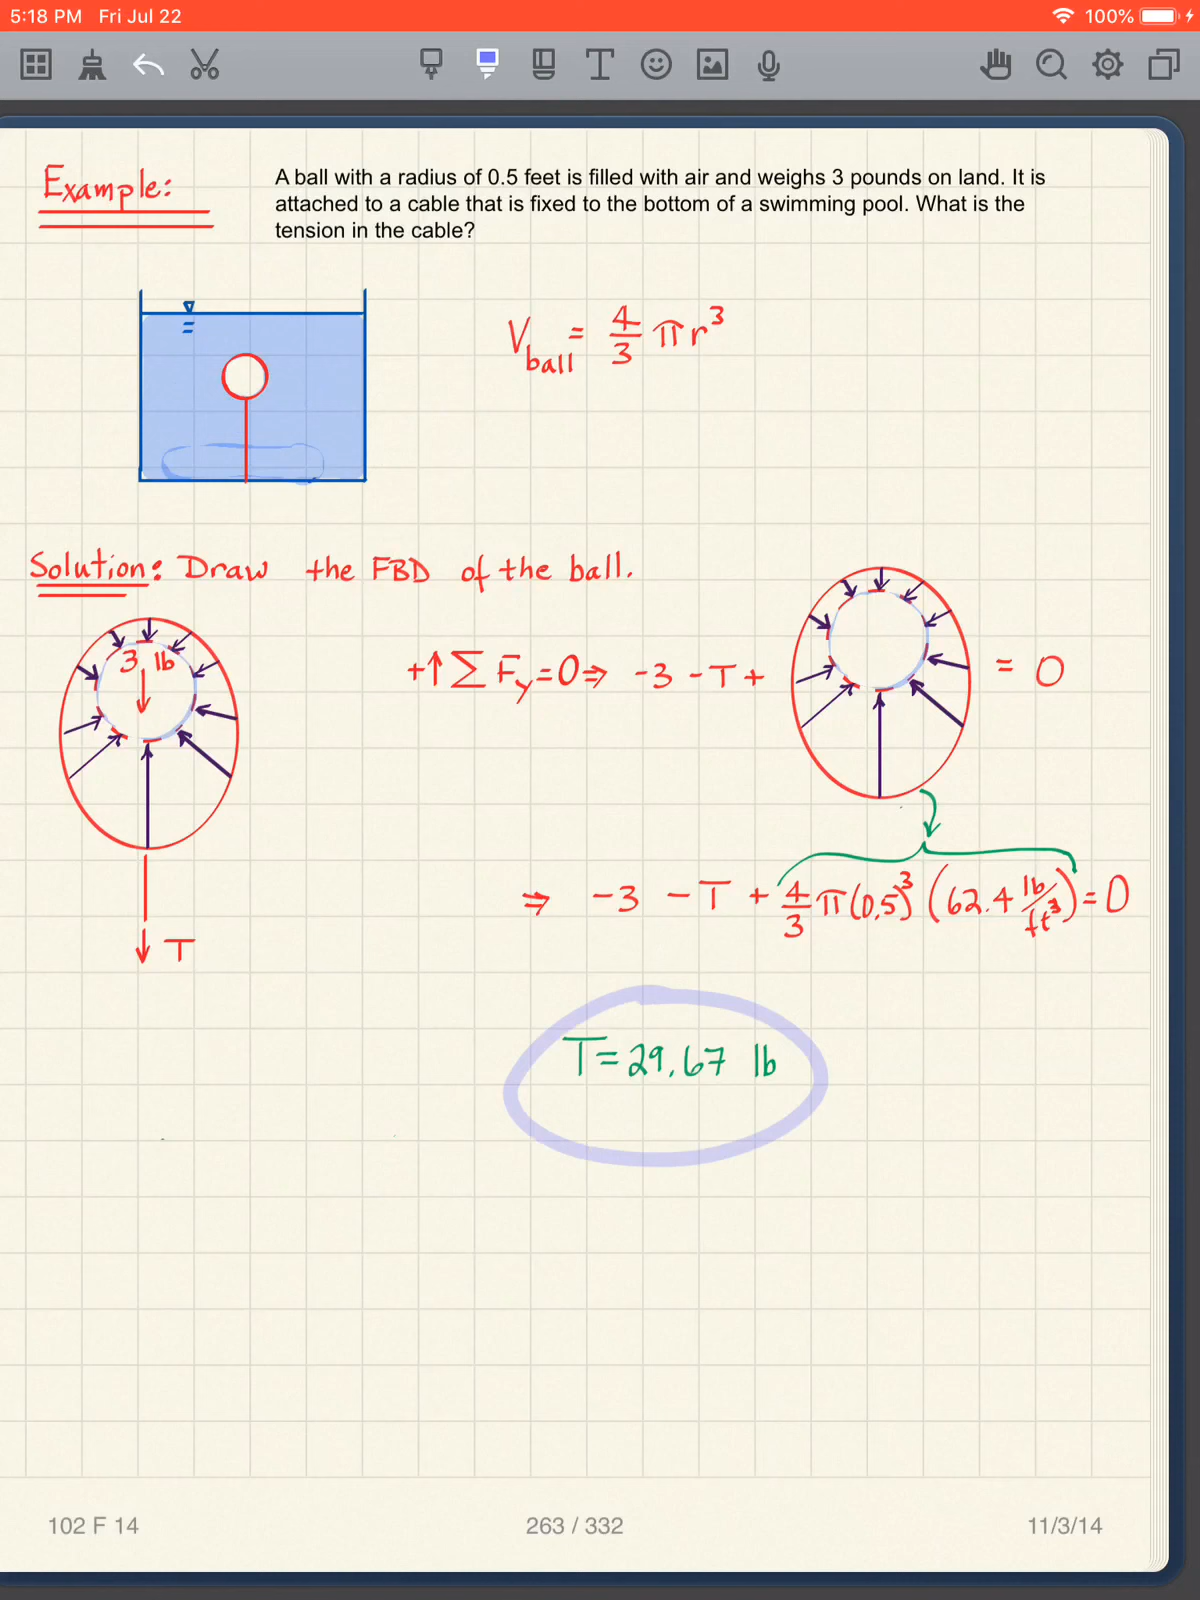 5:18 PM Fri Jul 22
100%
Example:
A ball with a radius of 0.5 feet is filled with air and weighs 3 pounds on land. It is
attached to a cable that is fixed to the bottom of a swimming pool. What is the
tension in the cable?
V_ball = 4/3 πr³
Solution: Draw the FBD of the ball.
3 lb
+↑ Σ Fy = 0 ⇒ -3 - T +
= 0
⇒ -3 - T + 4/3 π(0.5)³ (62.4 lb/ft³) = 0
T
T = 29.67 lb
102 F 14
263 / 332
11/3/14